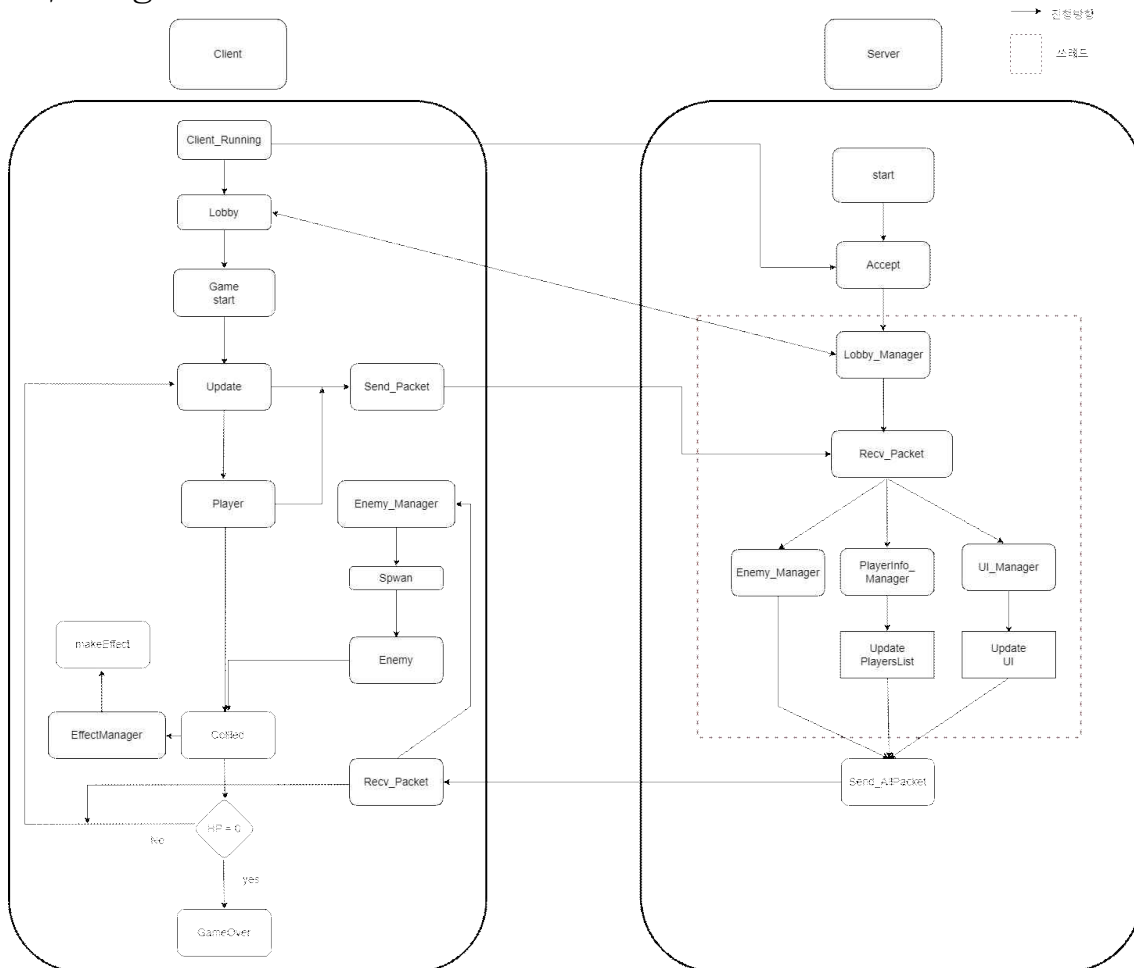 진행방향
쓰레드
Client
Server
Client_Running
Lobby
Game
start
Update
Send_Packet
Player
Enemy_Manager
Spwan
Enemy
makeEffect
EffectManager
Recv_Packet
HP = 0
No
yes
GameOver
start
Accept
Lobby_Manager
Recv_Packet
Enemy_Manager
PlayerInfo_
Manager
UI_Manager
Update
PlayersList
Update
UI
Send_AllPacket